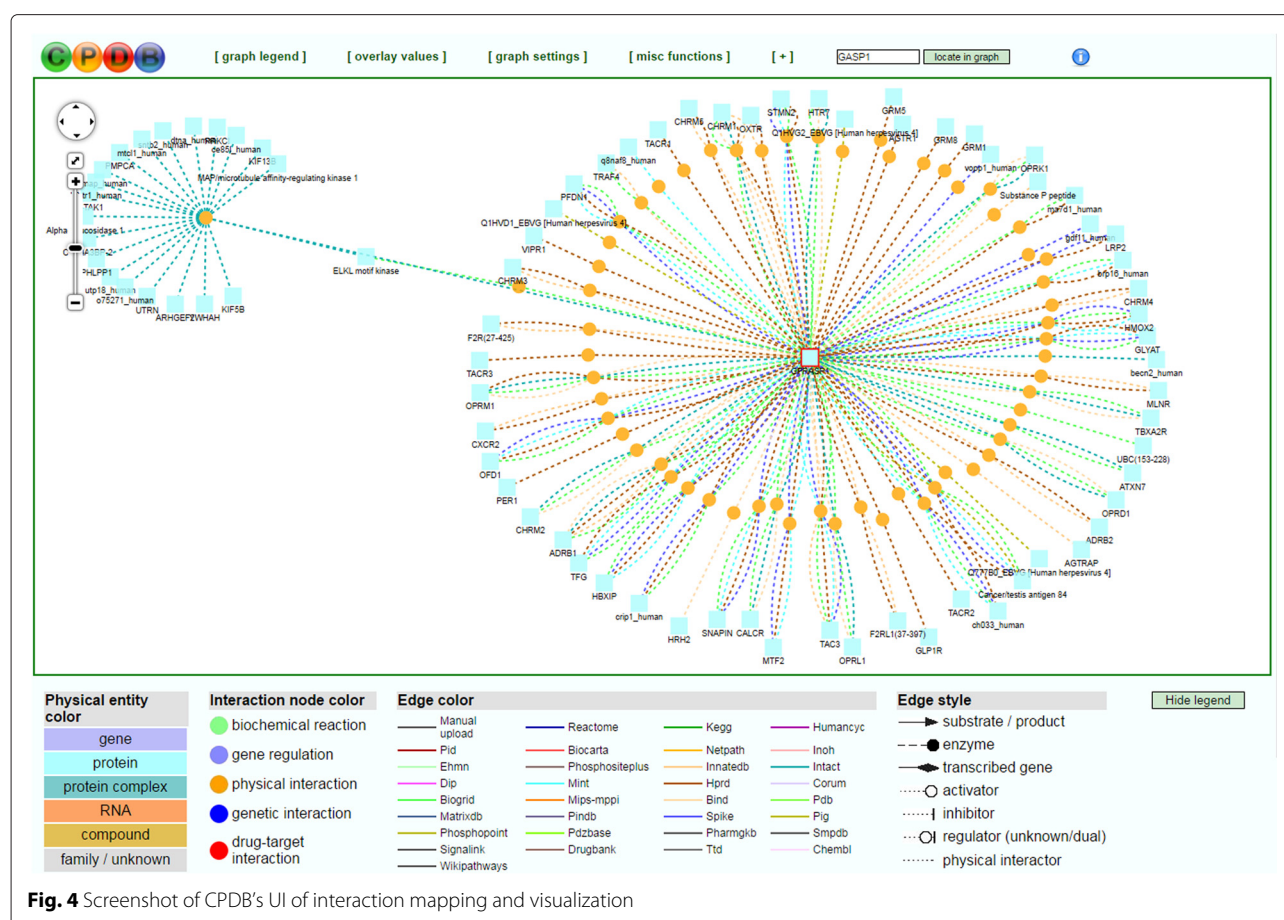 C P D B
[ graph legend ]
[ overlay values ]
[ graph settings ]
[ misc functions ]
[ + ]
GASP1
locate in graph
i
KIF13B
MAP/microtubule affinity-regulating kinase 1
mtcl1_human
PMPCA
TAK1
Alpha
PHLPP1
utp18_human
o75271_human
UTRN
KIF5B
ELKL motif kinase
STMN2
HTR7
Q1HVG2_EBVG [Human herpesvirus 4]
CHRM5
CHRM1
OXTR
TACR1
q8naf8_human
TRAF4
PFDN1
Q1HVD1_EBVG [Human herpesvirus 4]
VIPR1
CHRM3
F2R(27-425)
TACR3
OPRM1
CXCR2
OFD1
PER1
CHRM2
ADRB1
TFG
HBXIP
crip1_human
HRH2
SNAPIN
CALCR
MTF2
TAC3
OPRL1
F2RL1(37-397)
GLP1R
TACR2
ch033_human
Cancer/testis antigen 84
AGTRAP
ADRB2
OPRD1
ATXN7
UBC(153-228)
TBXA2R
MLNR
becn2_human
GLYAT
HMOX2
CHRM4
brp16_human
LRP2
gdf11_human
ma7d1_human
Substance P peptide
OPRK1
vopp1_human
GRM1
GRM8
AGTR1
GRM5
Physical entity
color
gene
protein
protein complex
RNA
compound
family / unknown
Interaction node color
biochemical reaction
gene regulation
physical interaction
genetic interaction
drug-target
interaction
Edge color
Manual
upload
Reactome
Kegg
Humancyc
Pid
Biocarta
Netpath
Inoh
Ehmn
Phosphositeplus
Innatedb
Intact
Dip
Mint
Hprd
Corum
Biogrid
Mips-mppi
Bind
Pdb
Matrixdb
Pindb
Spike
Pig
Phosphopoint
Pdzbase
Pharmgkb
Smpdb
Signalink
Drugbank
Ttd
Chembl
Wikipathways
Edge style
substrate / product
enzyme
transcribed gene
activator
inhibitor
regulator (unknown/dual)
physical interactor
Hide legend
Fig. 4 Screenshot of CPDB's UI of interaction mapping and visualization